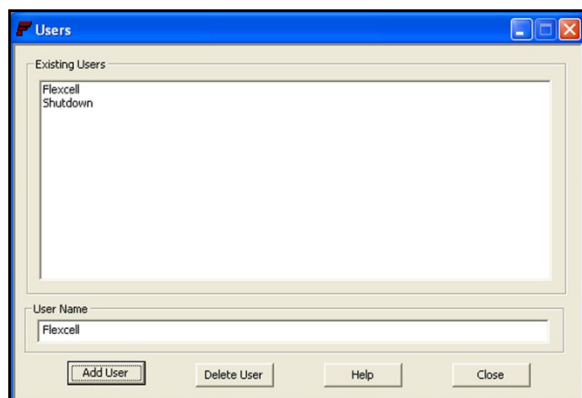 Users
Existing Users
Flexcell
Shutdown
User Name
Flexcell
Add User Delete User Help Close